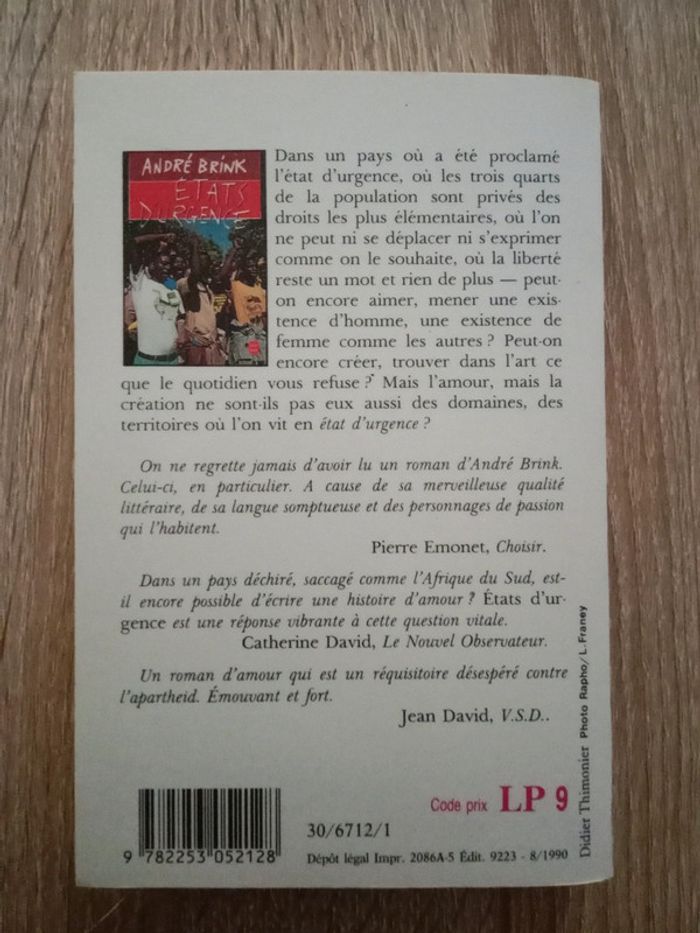 ANDRÉ BRINK
ÉTATS
D'URGENCE
Dans un pays où a été proclamé
l'état d'urgence, où les trois quarts
de la population sont privés des
droits les plus élémentaires, où l'on
ne peut ni se déplacer ni s'exprimer
comme on le souhaite, où la liberté
reste un mot et rien de plus — peut-
on encore aimer, mener une exis-
tence d'homme, une existence de
femme comme les autres ? Peut-on
encore créer, trouver dans l'art ce
que le quotidien vous refuse ? Mais l'amour, mais la
création ne sont-ils pas eux aussi des domaines, des
territoires où l'on vit en état d'urgence ?
On ne regrette jamais d'avoir lu un roman d'André Brink.
Celui-ci, en particulier. A cause de sa merveilleuse qualité
littéraire, de sa langue somptueuse et des personnages de passion
qui l'habitent.
Pierre Emonet, Choisir.
Dans un pays déchiré, saccagé comme l'Afrique du Sud, est-
il encore possible d'écrire une histoire d'amour ? États d'ur-
gence est une réponse vibrante à cette question vitale.
Catherine David, Le Nouvel Observateur.
Un roman d'amour qui est un réquisitoire désespéré contre
l'apartheid. Émouvant et fort.
Jean David, V.S.D..
Didier Thimonier Photo Rapho/L. Franey
Code prix LP 9
30/6712/1
9 782253 052128
Dépôt légal Impr. 2086A-5 Édit. 9223 - 8/1990